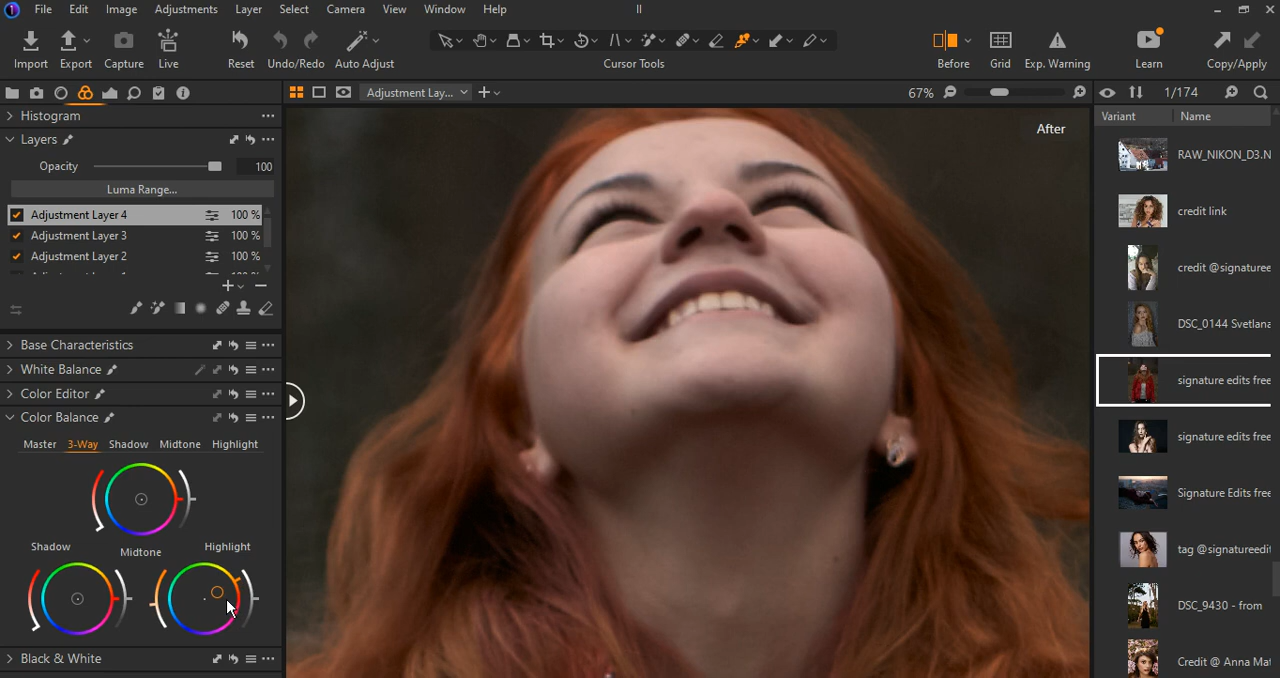 File Edit Image Adjustments Layer Select Camera View Window Help
Import Export Capture Live Reset Undo/Redo Auto Adjust Cursor Tools Before Grid Exp. Warning Learn Copy/Apply
Adjustment Lay... 67% 1/174
Histogram
Layers
Opacity 100
Luma Range...
Adjustment Layer 4 100 %
Adjustment Layer 3 100 %
Adjustment Layer 2 100 %
Base Characteristics
White Balance
Color Editor
Color Balance
Master 3-Way Shadow Midtone Highlight
Shadow Midtone Highlight
Black & White
After
Variant Name
RAW_NIKON_D3.N
credit link
credit @signaturee
DSC_0144 Svetlana
signature edits free
signature edits free
Signature Edits free
tag @signatureedit
DSC_9430 - from
Credit @ Anna Mat